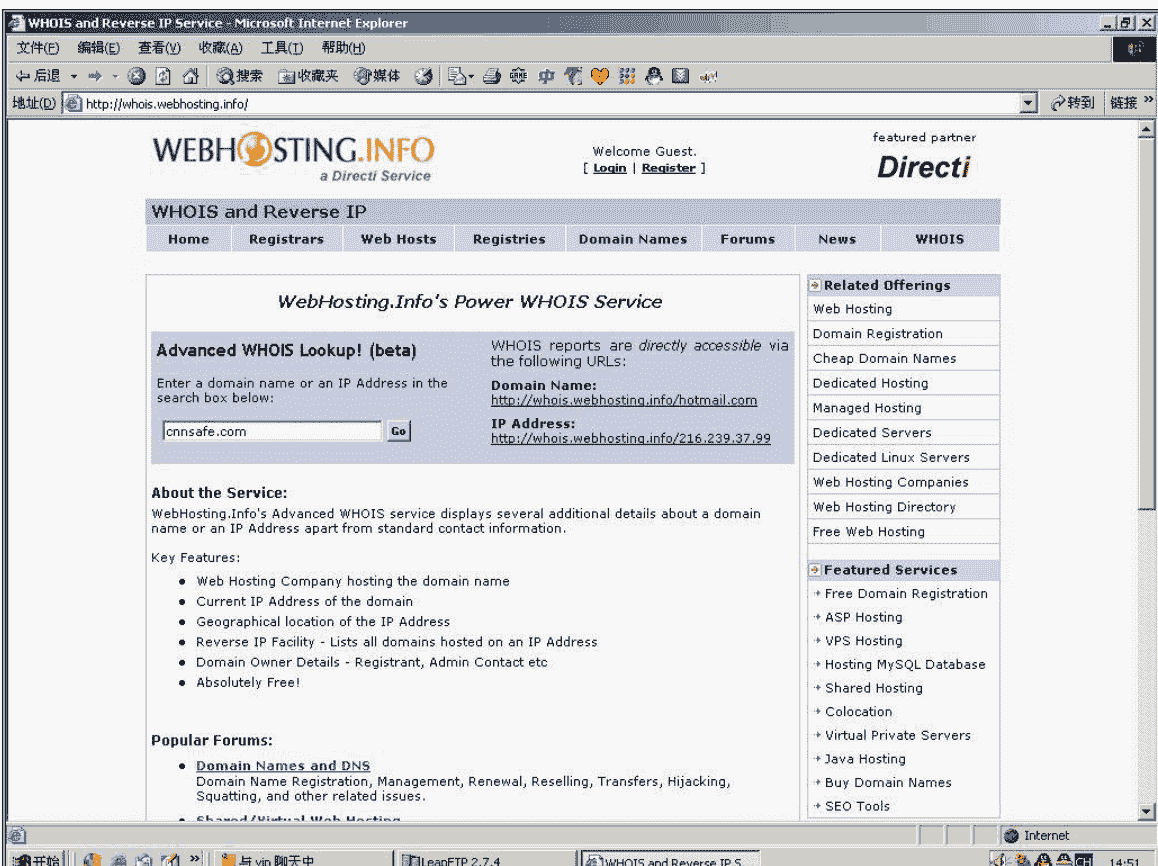 WHOIS and Reverse IP Service - Microsoft Internet Explorer
文件(F) 编辑(E) 查看(V) 收藏(A) 工具(T) 帮助(H)
后退 搜索 收藏夹 媒体
地址(D) http://whois.webhosting.info/ 转到 链接 »
WEBHOSTING.INFO
a Directi Service
Welcome Guest.
[ Login | Register ]
featured partner
Directi
WHOIS and Reverse IP
Home Registrars Web Hosts Registries Domain Names Forums News WHOIS
WebHosting.Info's Power WHOIS Service
Advanced WHOIS Lookup! (beta)
Enter a domain name or an IP Address in the
search box below:
cnnsafe.com Go
WHOIS reports are directly accessible via
the following URLs:
Domain Name:
http://whois.webhosting.info/hotmail.com
IP Address:
http://whois.webhosting.info/216.239.37.99
About the Service:
WebHosting.Info's Advanced WHOIS service displays several additional details about a domain
name or an IP Address apart from standard contact information.
Key Features:
Web Hosting Company hosting the domain name
Current IP Address of the domain
Geographical location of the IP Address
Reverse IP Facility - Lists all domains hosted on an IP Address
Domain Owner Details - Registrant, Admin Contact etc
Absolutely Free!
Popular Forums:
Domain Names and DNS
Domain Name Registration, Management, Renewal, Reselling, Transfers, Hijacking,
Squatting, and other related issues.
Shared/Virtual Web Hosting
Related Offerings
Web Hosting
Domain Registration
Cheap Domain Names
Dedicated Hosting
Managed Hosting
Dedicated Servers
Dedicated Linux Servers
Web Hosting Companies
Web Hosting Directory
Free Web Hosting
Featured Services
Free Domain Registration
ASP Hosting
VPS Hosting
Hosting MySQL Database
Shared Hosting
Colocation
Virtual Private Servers
Java Hosting
Buy Domain Names
SEO Tools
Internet
开始 » 与 vip 聊天中 LeapFTP 2.7.4 WHOIS and Reverse IP S... CH 14:51